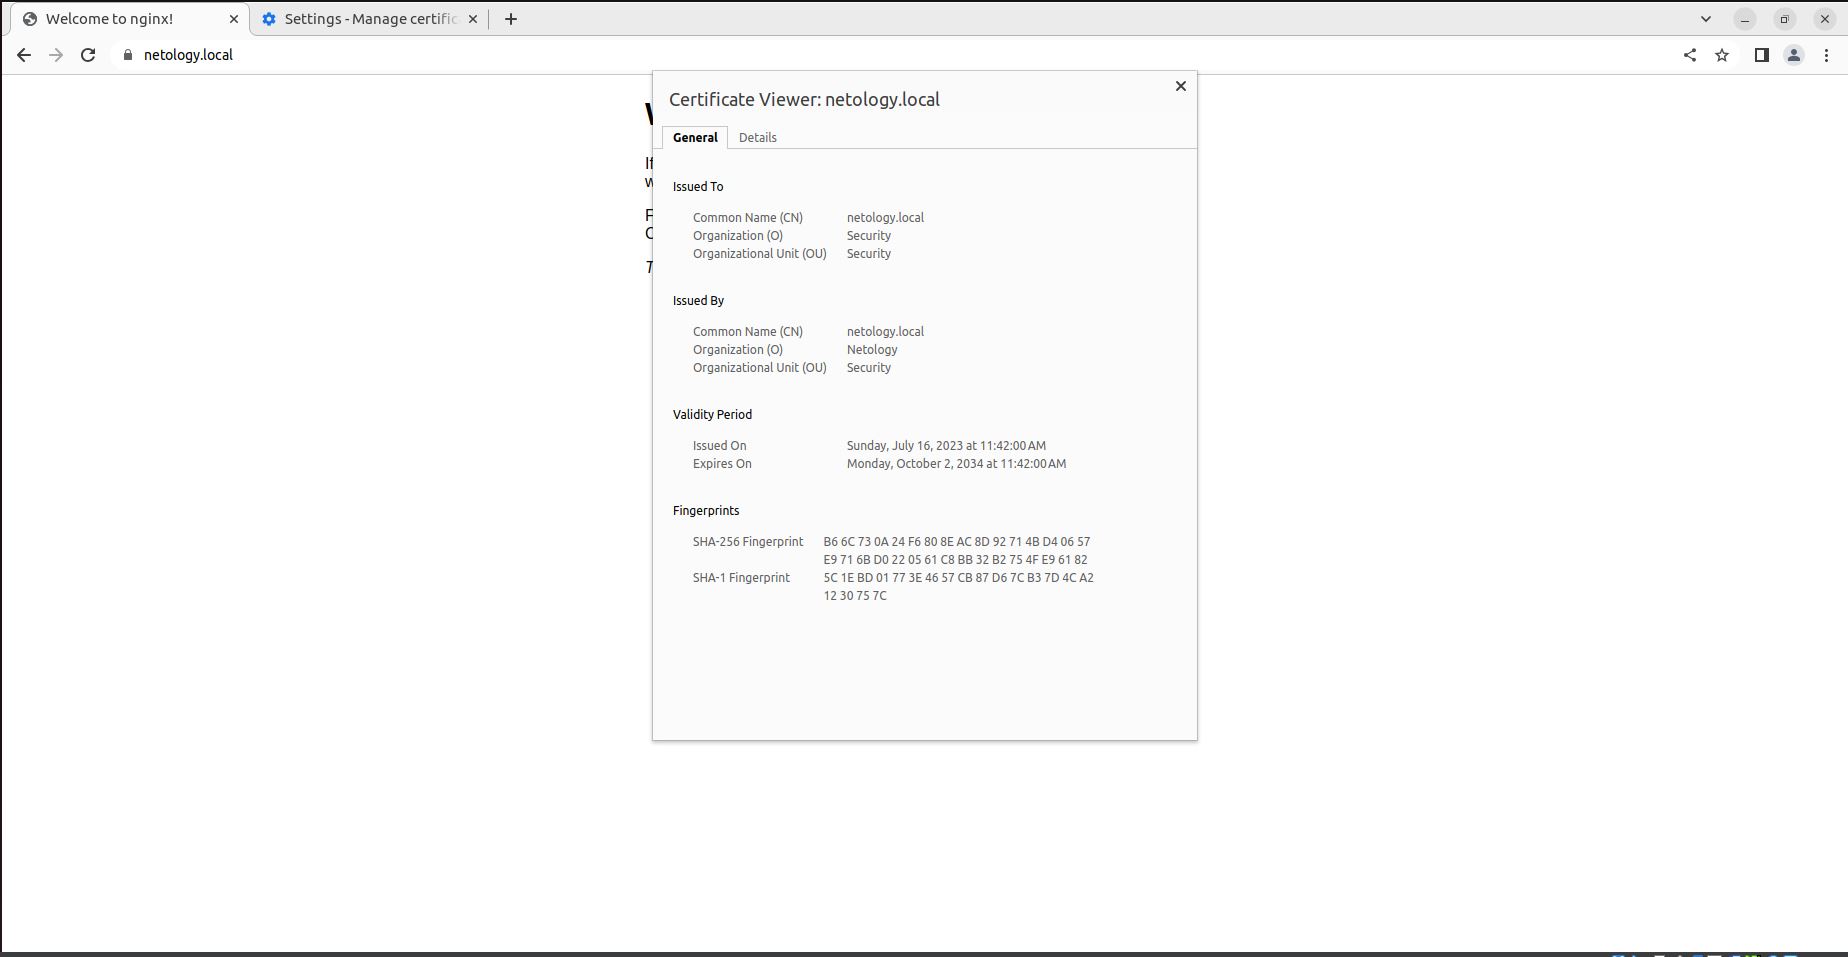 Welcome to nginx!
Settings - Manage certific
netology.local
Certificate Viewer: netology.local
General Details
Issued To
Common Name (CN) netology.local
Organization (O) Security
Organizational Unit (OU) Security
Issued By
Common Name (CN) netology.local
Organization (O) Netology
Organizational Unit (OU) Security
Validity Period
Issued On Sunday, July 16, 2023 at 11:42:00 AM
Expires On Monday, October 2, 2034 at 11:42:00 AM
Fingerprints
SHA-256 Fingerprint B6 6C 73 0A 24 F6 80 8E AC 8D 92 71 4B D4 06 57
E9 71 6B D0 22 05 61 C8 BB 32 B2 75 4F E9 61 82
SHA-1 Fingerprint 5C 1E BD 01 77 3E 46 57 CB 87 D6 7C B3 7D 4C A2
12 30 75 7C